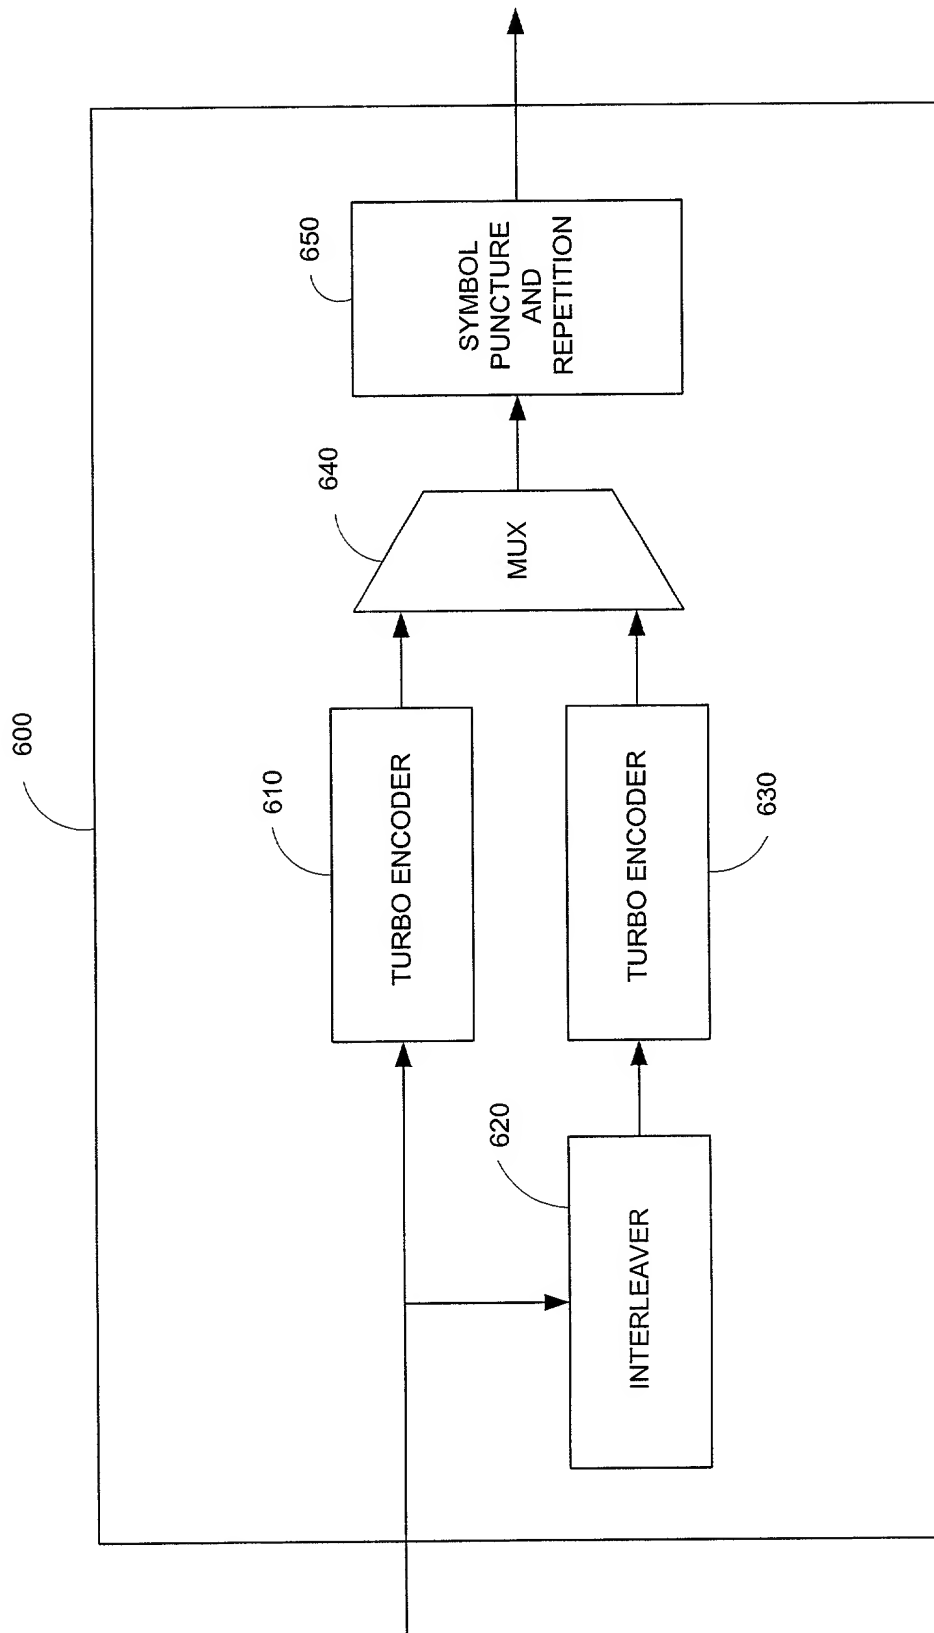 600
610
TURBO ENCODER
620
INTERLEAVER
630
TURBO ENCODER
640
MUX
650
SYMBOL
PUNCTURE
AND
REPETITION